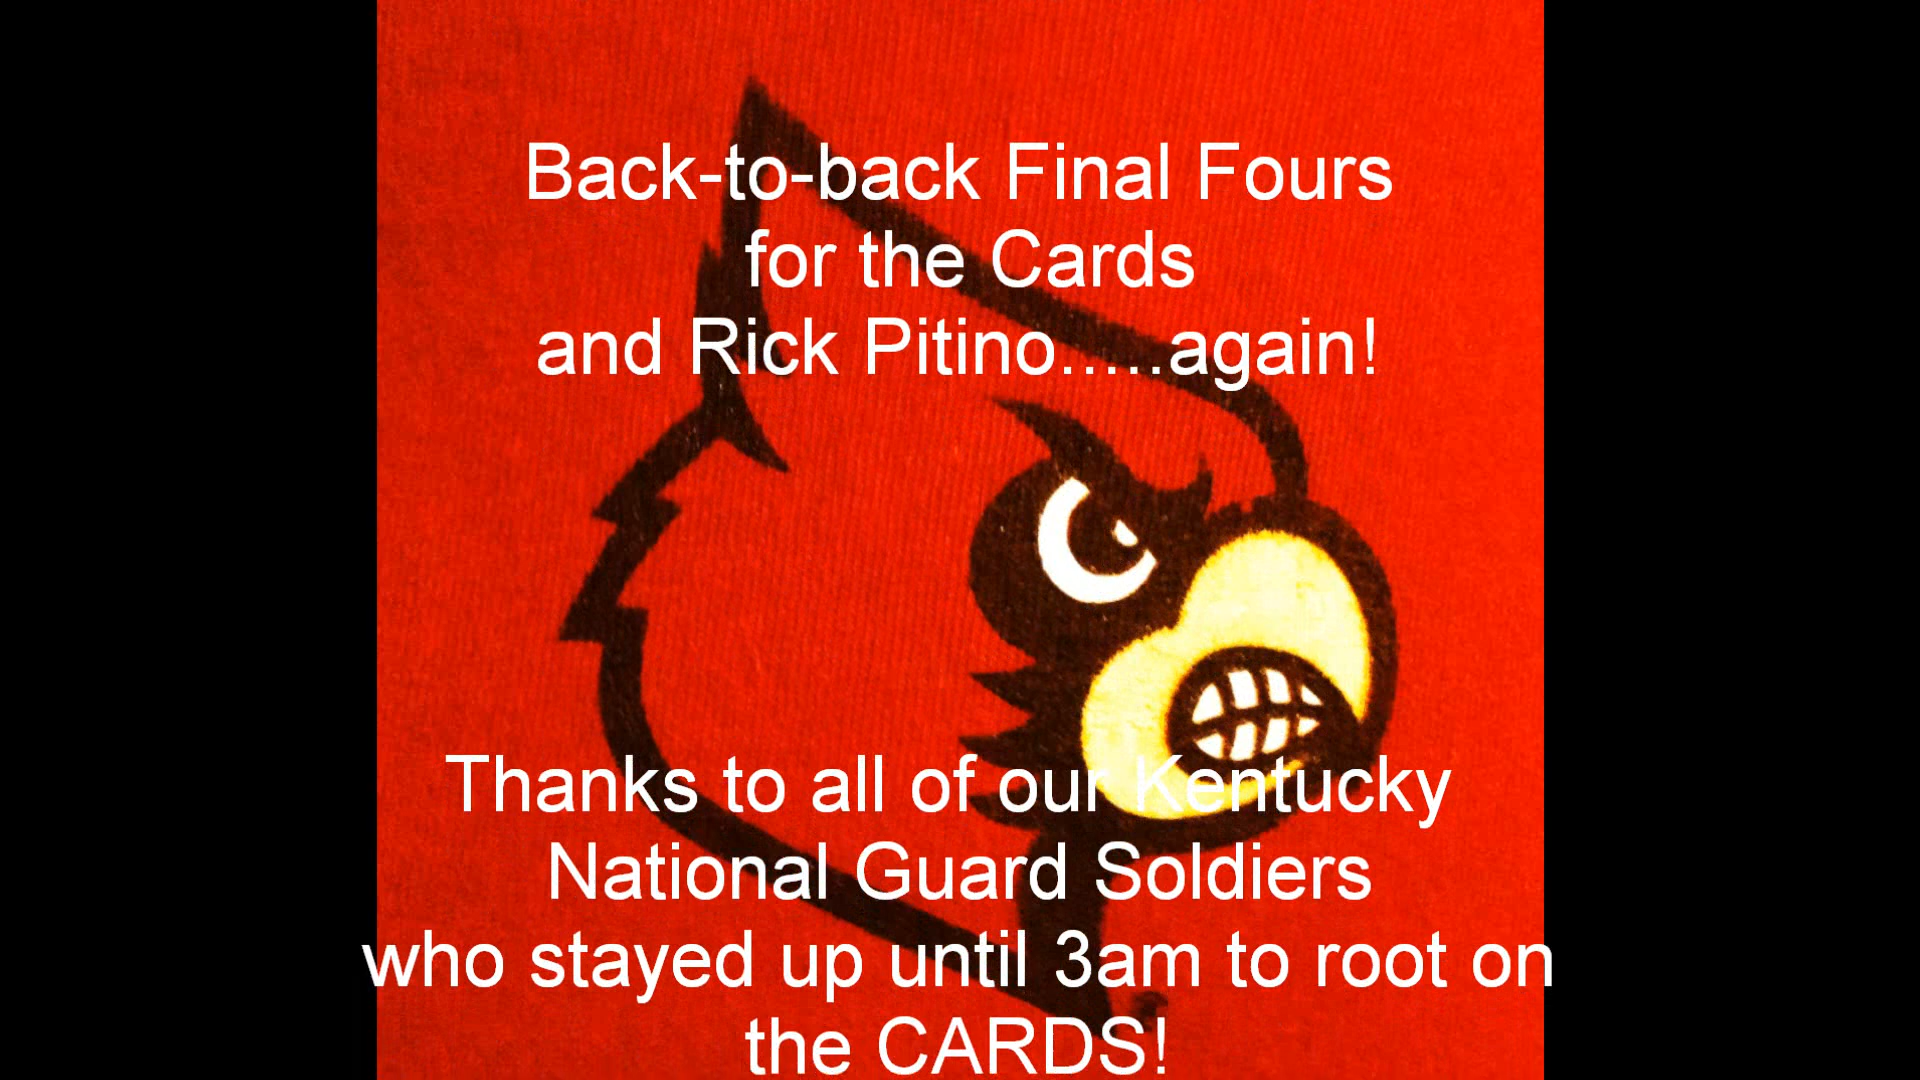 Back-to-back Final Fours
for the Cards
and Rick Pitino.....again!
Thanks to all of our Kentucky
National Guard Soldiers
who stayed up until 3am to root on
the CARDS!